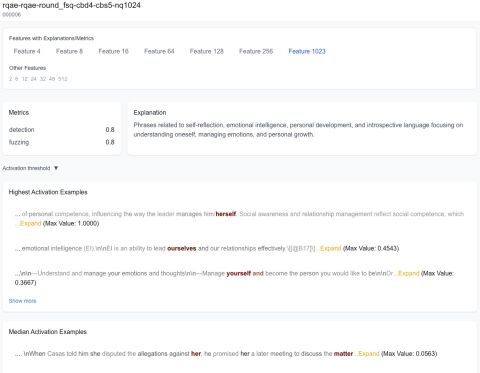 rqae-rqae-round_fsq-cbd4-cbs5-nq1024
000006
Features with Explanations/Metrics
Feature 4 Feature 8 Feature 16 Feature 64 Feature 128 Feature 256 Feature 1023
Other Features
2 6 12 24 32 48 512
Metrics
detection 0.8
fuzzing 0.8
Explanation
Phrases related to self-reflection, emotional intelligence, personal development, and introspective language focusing on
understanding oneself, managing emotions, and personal growth.
Activation threshold ▼
Highest Activation Examples
... of personal competence, influencing the way the leader manages him/herself. Social awareness and relationship management reflect social competence, which
...Expand (Max Value: 1.0000)
... emotional intelligence (EI).\n\nEI is an ability to lead ourselves and our relationships effectively ...Expand (Max Value: 0.4543)
...\n\n—Understand and manage your emotions and thoughts\n\n—Manage yourself and become the person you would like to be\n\nOr...Expand (Max Value:
0.3667)
Show more
Median Activation Examples
... \nWhen Casas told him she disputed the allegations against her, he promised her a later meeting to discuss the matter ...Expand (Max Value: 0.0563)